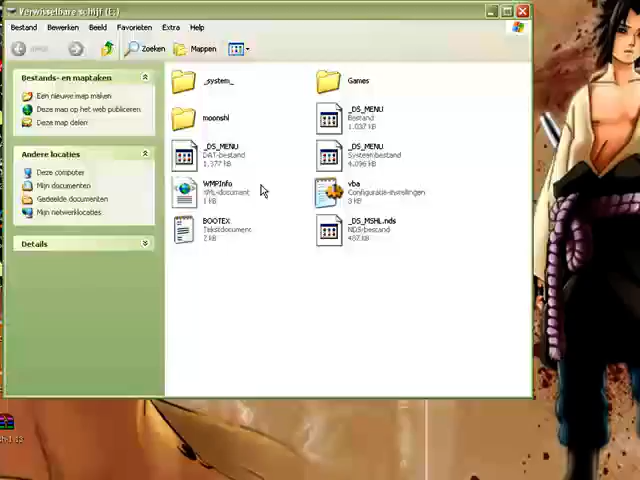 Verwisselbare schijf (E:)
Bestand Bewerken Beeld Favorieten Extra Help
Zoeken Mappen
Bestands- en maptaken
Een nieuwe map maken
Deze map op het web publiceren
Deze map delen
Andere locaties
Deze computer
Mijn documenten
Gedeelde documenten
Mijn netwerklocaties
Details
_system_
Games
moonshl
_DS_MENU
Bestand
1.037 kB
_DS_MENU
DAT-bestand
1.377 kB
_DS_MENU
Systeembestand
4.096 kB
WMPInfo
XML-document
1 kB
vba
Configuratie-instellingen
3 kB
BOOTEX
Tekstdocument
2 kB
_DS_MSHL.nds
NDS-bestand